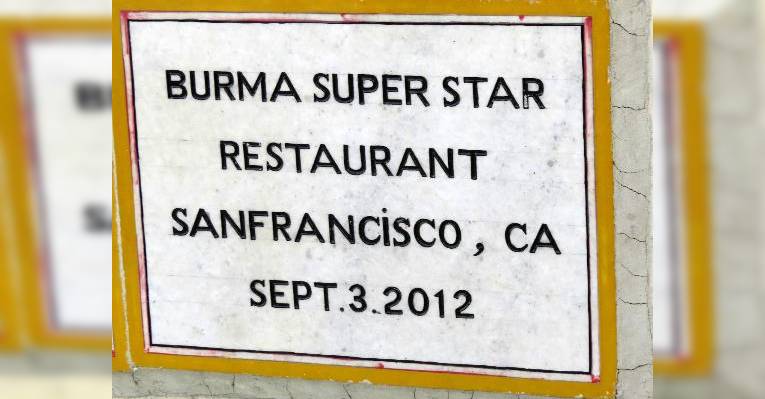 BURMA SUPER STAR
RESTAURANT
SANFRANCiSCO, CA
SEPT.3.2012